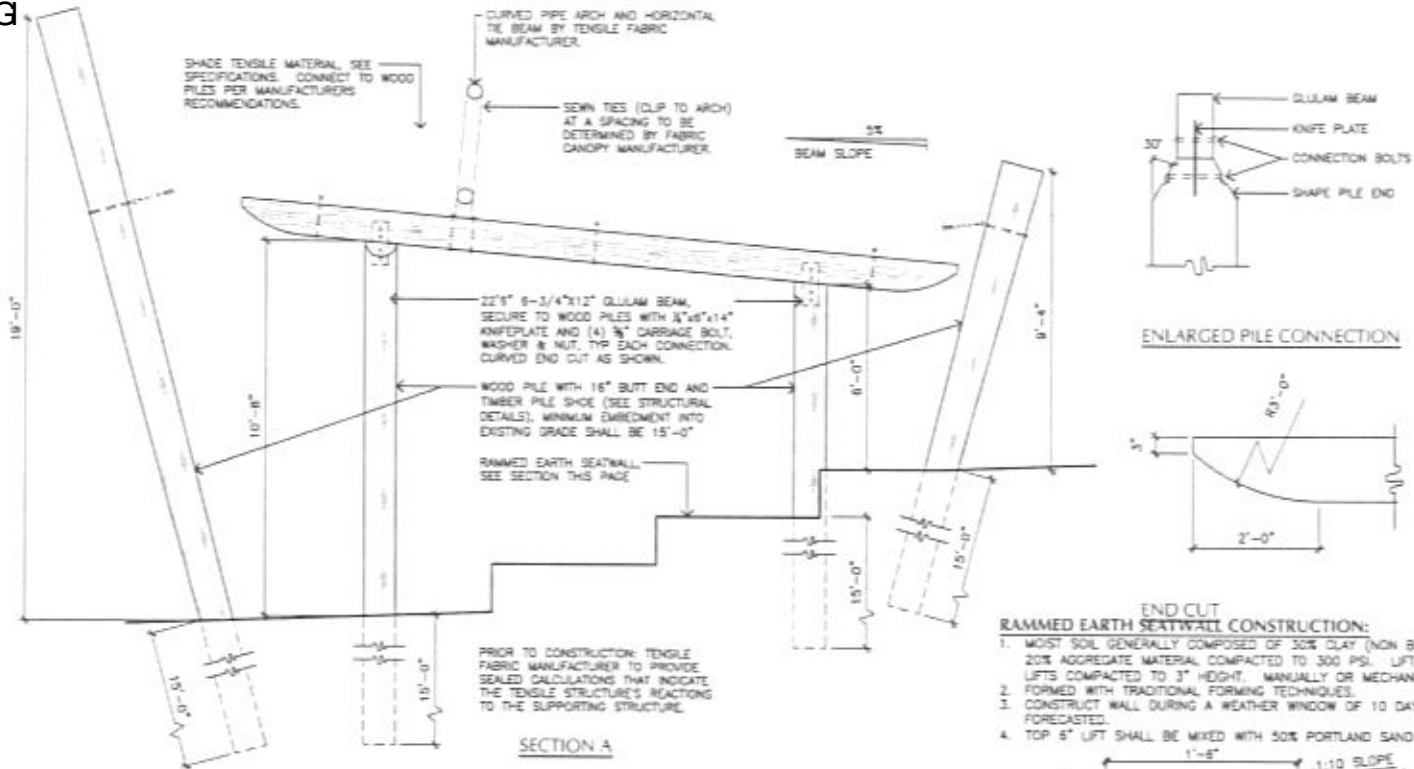 G
CURVED PIPE ARCH AND HORIZONTAL
TIE BEAM BY TENSILE FABRIC
MANUFACTURER.
SHADE TENSILE MATERIAL, SEE
SPECIFICATIONS. CONNECT TO WOOD
PILES PER MANUFACTURERS
RECOMMENDATIONS.
SEWN TIES (CLIP TO ARCH)
AT A SPACING TO BE
DETERMINED BY FABRIC
CANOPY MANUFACTURER.
5%
BEAM SLOPE
GLULAM BEAM
KNIFE PLATE
30°
CONNECTION BOLTS
SHAPE PILE END
ENLARGED PILE CONNECTION
10'-8"
6'-0"
9'-4"
22'6" 6-3/4"X12" GLULAM BEAM,
SECURE TO WOOD PILES WITH
KNIFEPLATE AND (4) CARRIAGE BOLT,
WASHER & NUT, TYP EACH CONNECTION.
CURVED END CUT AS SHOWN.
WOOD PILE WITH 16" BUTT END AND
TIMBER PILE SHOE (SEE STRUCTURAL
DETAILS), MINIMUM EMBEDMENT INTO
EXISTING GRADE SHALL BE 15'-0"
RAMMED EARTH SEATWALL,
SEE SECTION THIS PAGE
15'-0"
15'-0"
15'-0"
15'-0"
PRIOR TO CONSTRUCTION: TENSILE
FABRIC MANUFACTURER TO PROVIDE
SEALED CALCULATIONS THAT INDICATE
THE TENSILE STRUCTURE'S REACTIONS
TO THE SUPPORTING STRUCTURE.
SECTION A
R3'-0"
3"
2'-0"
END CUT
RAMMED EARTH SEATWALL CONSTRUCTION:
1. MOIST SOIL GENERALLY COMPOSED OF 30% CLAY (NON
20% AGGREGATE MATERIAL COMPACTED TO 300 PSI.
LIFTS COMPACTED TO 3" HEIGHT. MANUALLY OR
2. FORMED WITH TRADITIONAL FORMING TECHNIQUES.
3. CONSTRUCT WALL DURING A WEATHER WINDOW OF 10
FORECASTED.
4. TOP 6" LIFT SHALL BE MIXED WITH 50% PORTLAND SAND
1'-6"
1:10 SLOPE